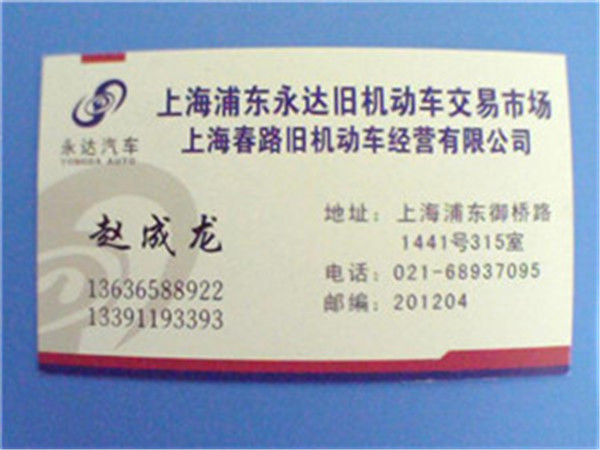 上海浦东永达旧机动车交易市场
上海春路旧机动车经营有限公司
永达汽车
YONGDA AUTO
赵成龙
13636588922
13391193393
地址：上海浦东御桥路
1441号315室
电话：021-68937095
邮编：201204